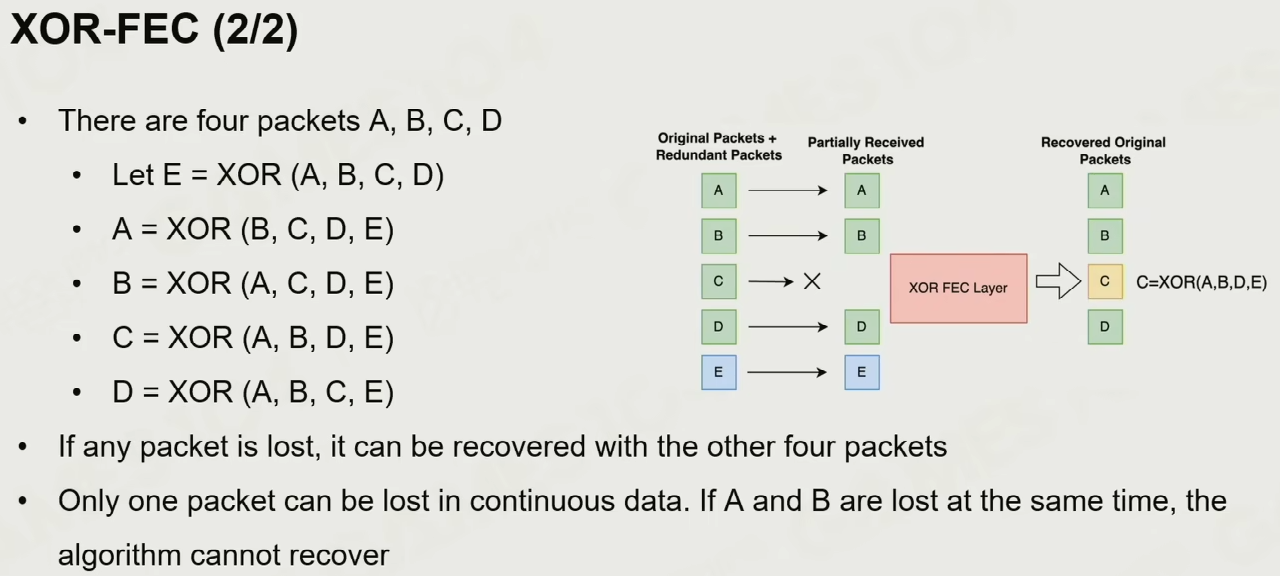 XOR-FEC (2/2)
• There are four packets A, B, C, D
• Let E = XOR (A, B, C, D)
• A = XOR (B, C, D, E)
• B = XOR (A, C, D, E)
• C = XOR (A, B, D, E)
• D = XOR (A, B, C, E)
• If any packet is lost, it can be recovered with the other four packets
• Only one packet can be lost in continuous data. If A and B are lost at the same time, the
algorithm cannot recover
Original Packets +
Redundant Packets
A
B
C
D
E
Partially Received
Packets
A
B
D
E
XOR FEC Layer
Recovered Original
Packets
A
B
C
D
C=XOR(A,B,D,E)